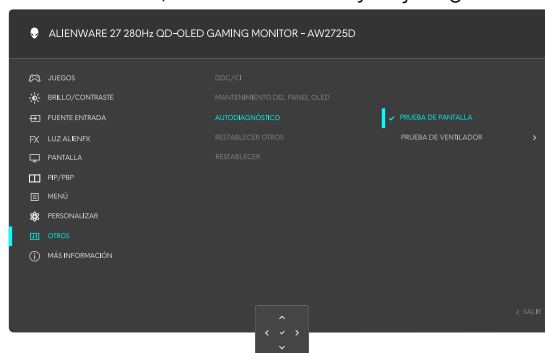 ALIENWARE 27 280Hz QD-OLED GAMING MONITOR - AW2725D
JUEGOS
DDC/CI
BRILLO/CONTRASTE
MANTENIMIENTO DEL PANEL OLED
FUENTE ENTRADA
AUTODIAGNÓSTICO
PRUEBA DE PANTALLA
FX LUZ ALIENFX
RESTABLECER OTROS
PRUEBA DE VENTILADOR
PANTALLA
RESTABLECER
PIP/PBP
MENÚ
PERSONALIZAR
OTROS
MÁS INFORMACIÓN
SALIR